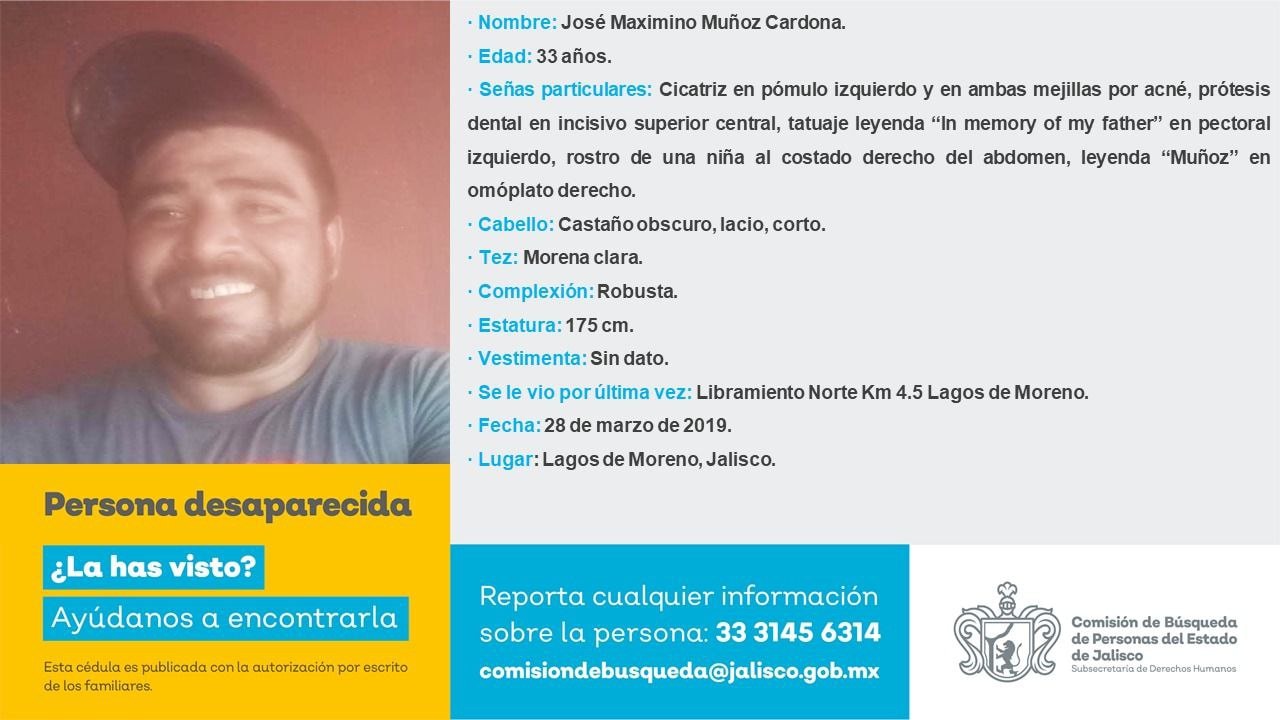 · Nombre: José Maximino Muñoz Cardona.
· Edad: 33 años.
· Señas particulares: Cicatriz en pómulo izquierdo y en ambas mejillas por acné, prótesis
dental en incisivo superior central, tatuaje leyenda “In memory of my father” en pectoral
izquierdo, rostro de una niña al costado derecho del abdomen, leyenda “Muñoz” en
omóplato derecho.
· Cabello: Castaño obscuro, lacio, corto.
· Tez: Morena clara.
· Complexión: Robusta.
· Estatura: 175 cm.
· Vestimenta: Sin dato.
· Se le vio por última vez: Libramiento Norte Km 4.5 Lagos de Moreno.
· Fecha: 28 de marzo de 2019.
· Lugar: Lagos de Moreno, Jalisco.
Persona desaparecida
¿La has visto?
Ayúdanos a encontrarla
Esta cédula es publicada con la autorización por escrito
de los familiares.
Reporta cualquier información
sobre la persona: 33 3145 6314
comisiondebusqueda@jalisco.gob.mx
Comisión de Búsqueda
de Personas del Estado
de Jalisco
Subsecretaría de Derechos Humanos